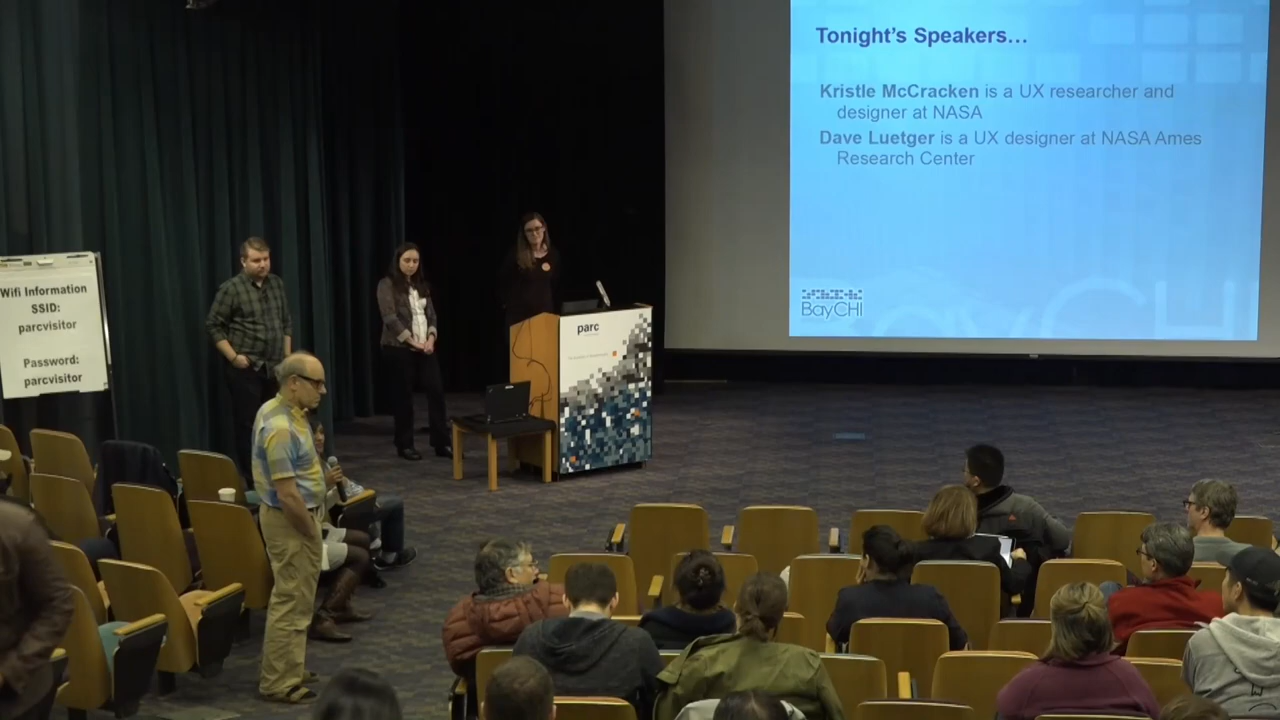 Tonight's Speakers...
Kristle McCracken is a UX researcher and
designer at NASA
Dave Luetger is a UX designer at NASA Ames
Research Center
BayCHI
Wifi Information
SSID:
parcvisitor
Password:
parcvisitor
parc